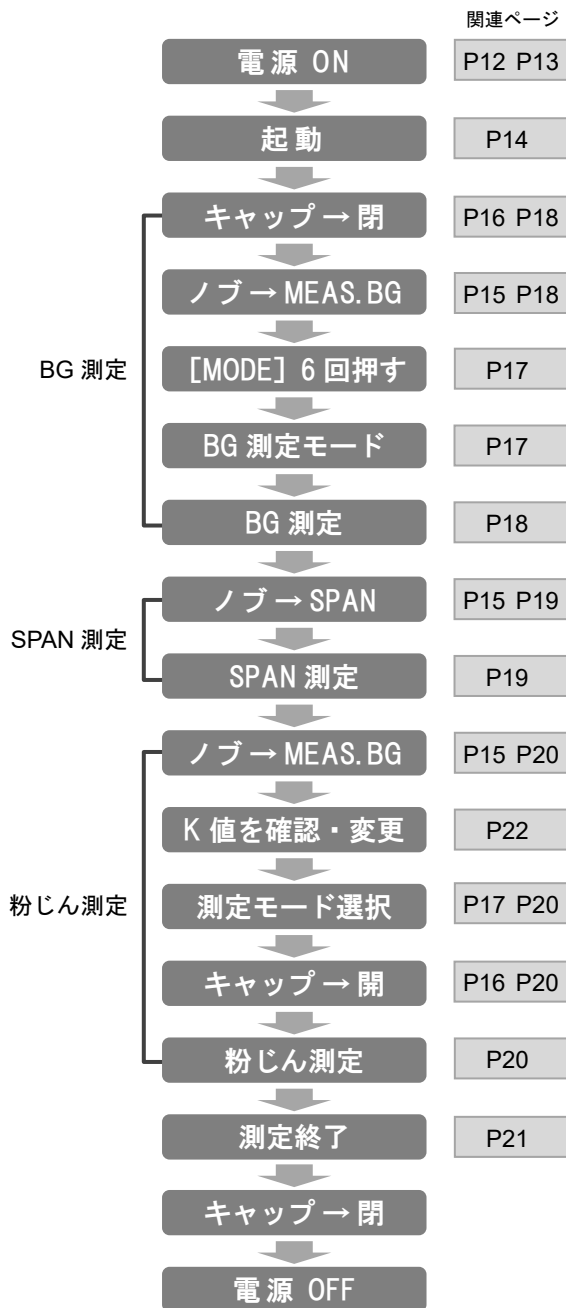 関連ページ
電源 ON P12 P13
起動 P14
キャップ → 閉 P16 P18
ノブ → MEAS.BG P15 P18
BG 測定
[MODE] 6 回押す P17
BG 測定モード P17
BG 測定 P18
ノブ → SPAN P15 P19
SPAN 測定
SPAN 測定 P19
ノブ → MEAS.BG P15 P20
K 値を確認・変更 P22
粉じん測定
測定モード選択 P17 P20
キャップ → 開 P16 P20
粉じん測定 P20
測定終了 P21
キャップ → 閉
電源 OFF